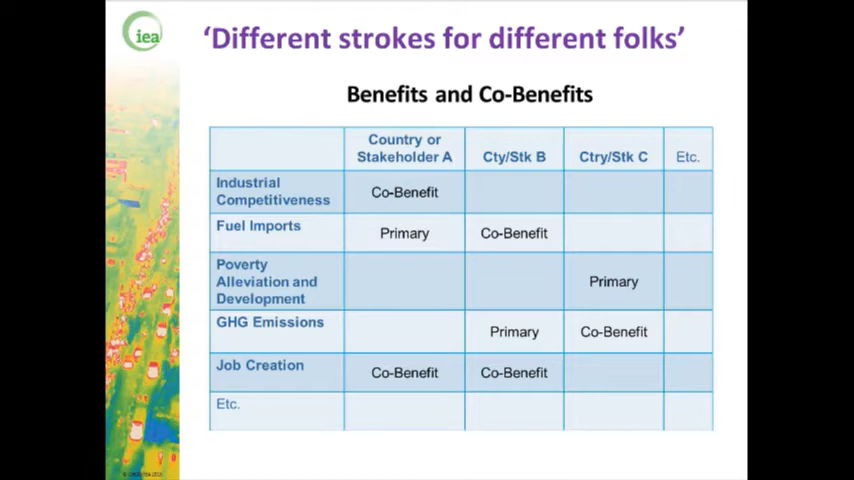 iea
‘Different strokes for different folks’
Benefits and Co-Benefits
Country or
Stakeholder A
Cty/Stk B
Ctry/Stk C
Etc.
Industrial
Competitiveness
Co-Benefit
Fuel Imports
Primary
Co-Benefit
Poverty
Alleviation and
Development
Primary
GHG Emissions
Primary
Co-Benefit
Job Creation
Co-Benefit
Co-Benefit
Etc.